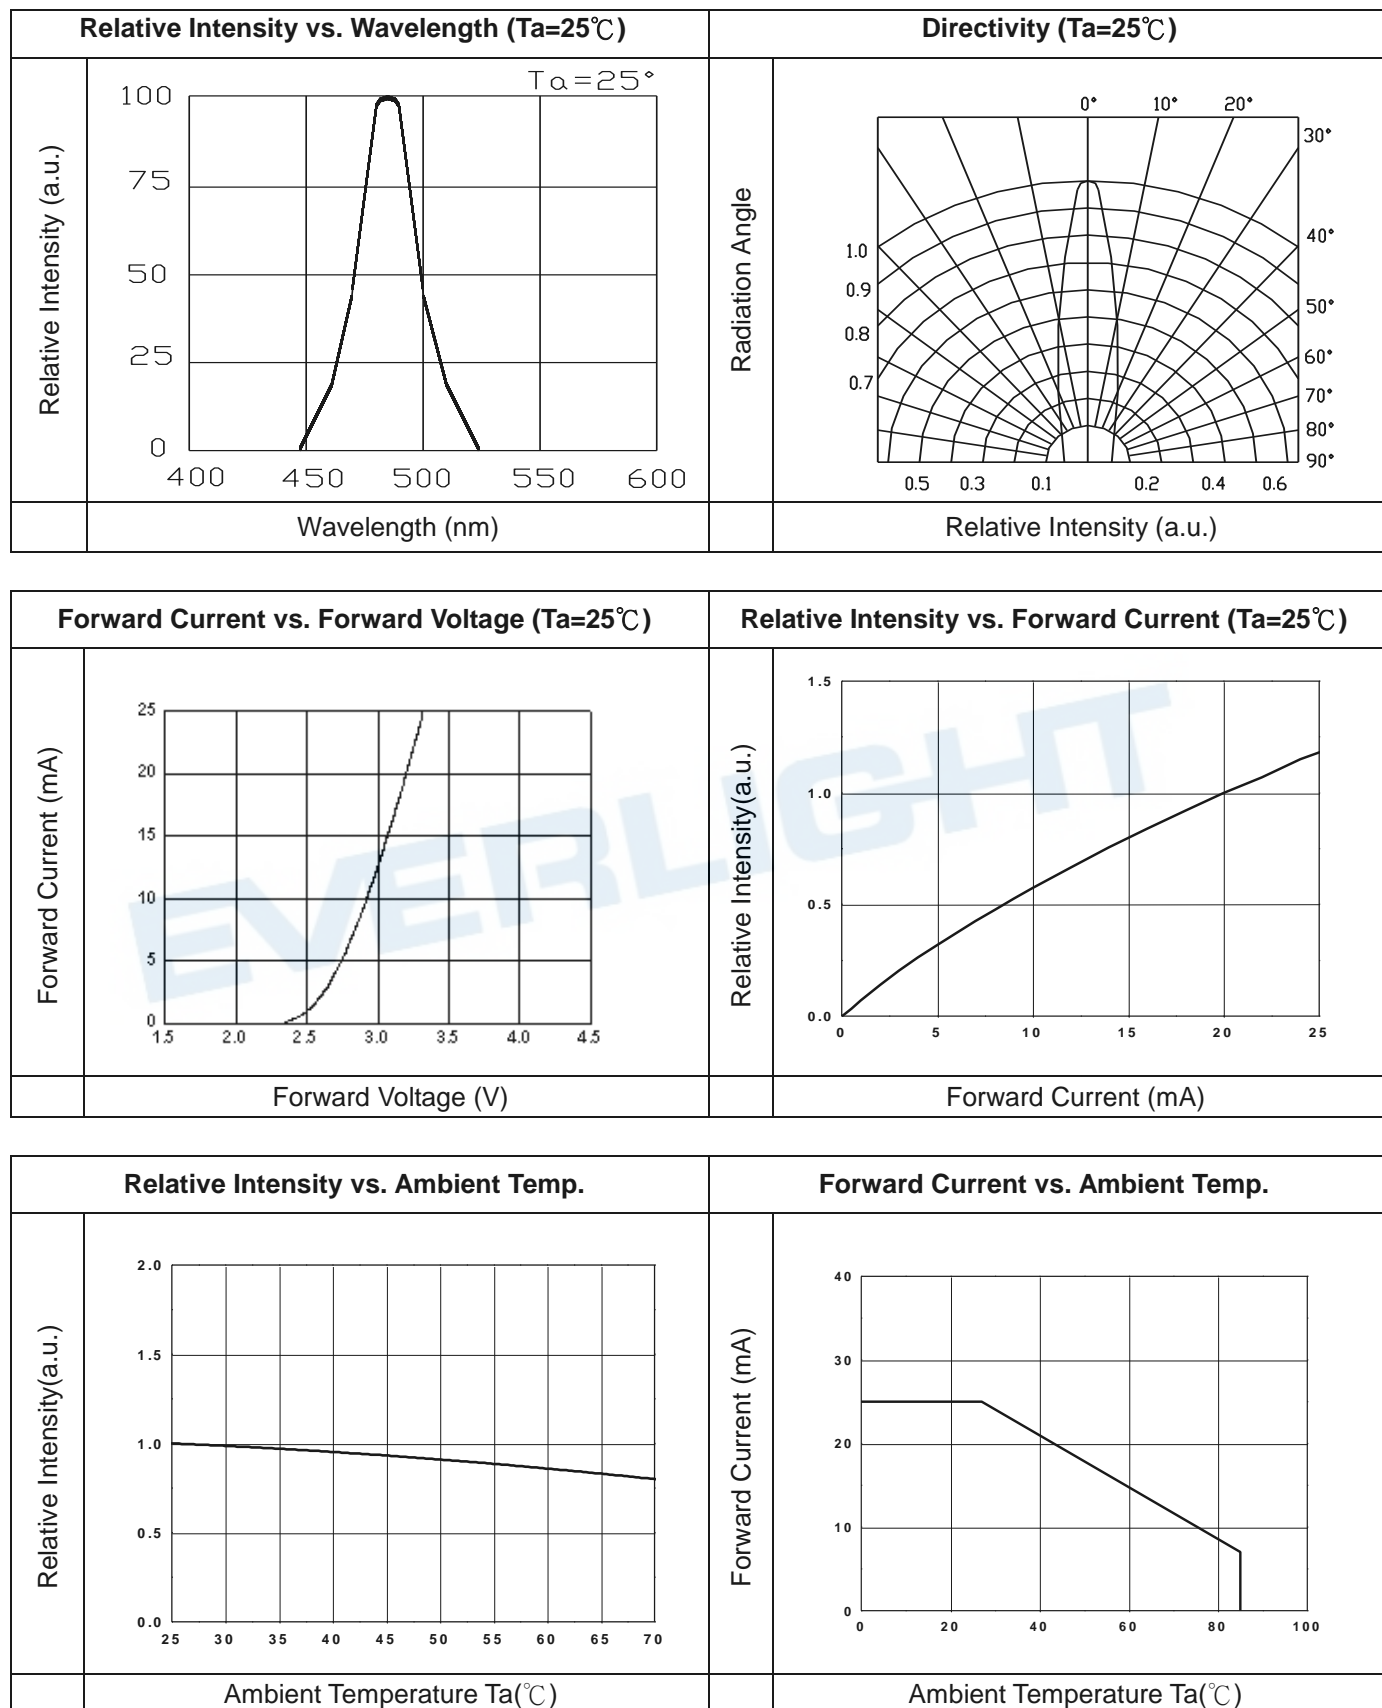 Relative Intensity vs. Wavelength (Ta=25℃)
Relative Intensity (a.u.)
Ta=25°
100
75
50
25
0
400 450 500 550 600
Wavelength (nm)
Directivity (Ta=25℃)
Radiation Angle
0° 10° 20°
30°
40°
50°
60°
70°
80°
90°
1.0
0.9
0.8
0.7
0.5 0.3 0.1 0.2 0.4 0.6
Relative Intensity (a.u.)
Forward Current vs. Forward Voltage (Ta=25℃)
Forward Current (mA)
25
20
15
10
5
0
1.5 2.0 2.5 3.0 3.5 4.0 4.5
Forward Voltage (V)
Relative Intensity vs. Forward Current (Ta=25℃)
Relative Intensity(a.u.)
1.5
1.0
0.5
0.0
0 5 10 15 20 25
Forward Current (mA)
EVERLIGHT
Relative Intensity vs. Ambient Temp.
Relative Intensity(a.u.)
2.0
1.5
1.0
0.5
0.0
25 30 35 40 45 50 55 60 65 70
Ambient Temperature Ta(℃)
Forward Current vs. Ambient Temp.
Forward Current (mA)
40
30
20
10
0
0 20 40 60 80 100
Ambient Temperature Ta(℃)